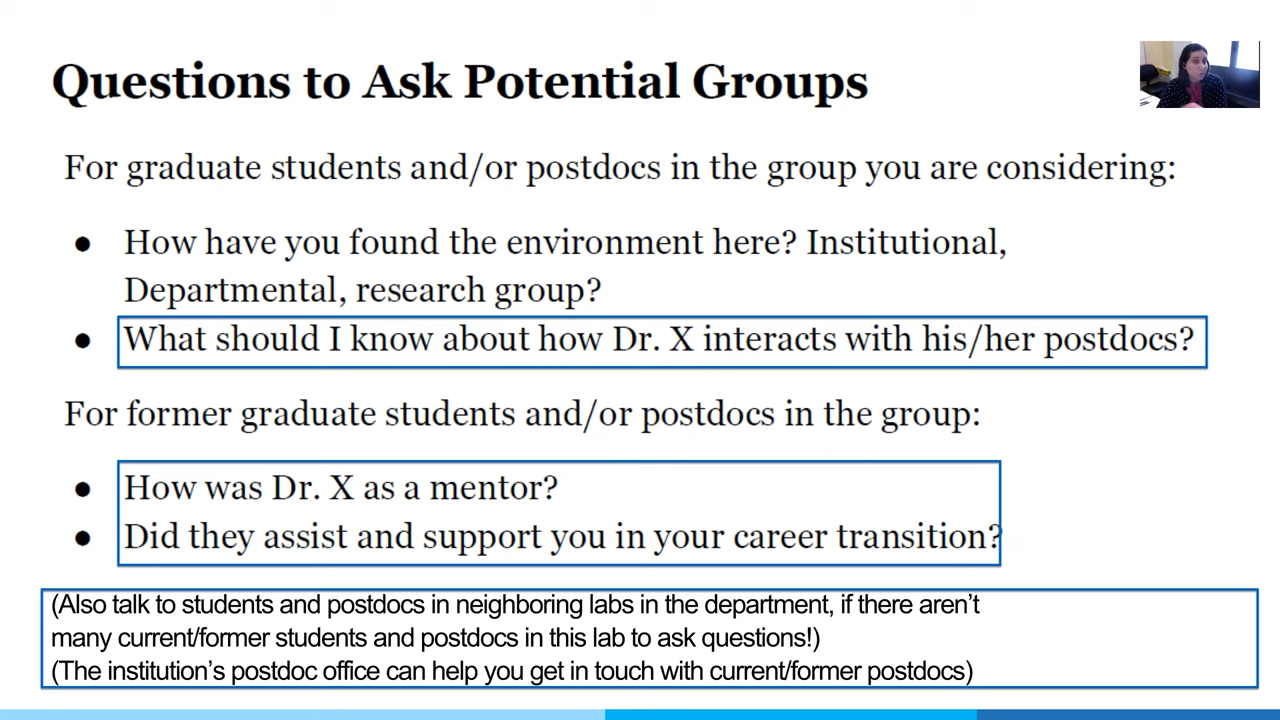 Questions to Ask Potential Groups
For graduate students and/or postdocs in the group you are considering:
● How have you found the environment here? Institutional,
Departmental, research group?
● What should I know about how Dr. X interacts with his/her postdocs?
For former graduate students and/or postdocs in the group:
● How was Dr. X as a mentor?
● Did they assist and support you in your career transition?
(Also talk to students and postdocs in neighboring labs in the department, if there aren’t
many current/former students and postdocs in this lab to ask questions!)
(The institution’s postdoc office can help you get in touch with current/former postdocs)